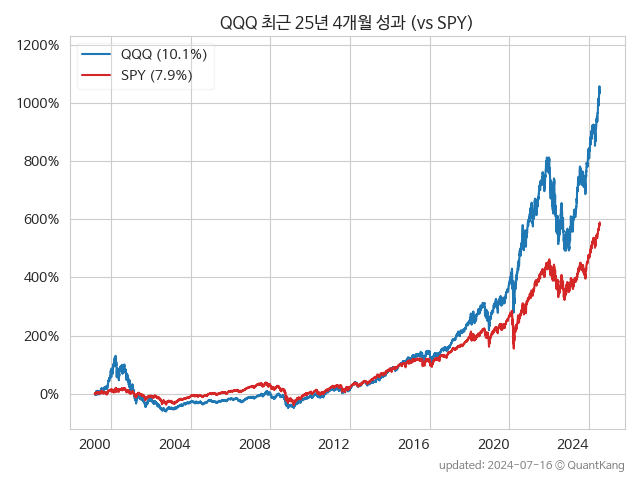 QQQ 최근 25년 4개월 성과 (vs SPY)
QQQ (10.1%)
SPY (7.9%)
1200%
1000%
800%
600%
400%
200%
0%
2000 2004 2008 2012 2016 2020 2024
updated: 2024-07-16 © QuantKang